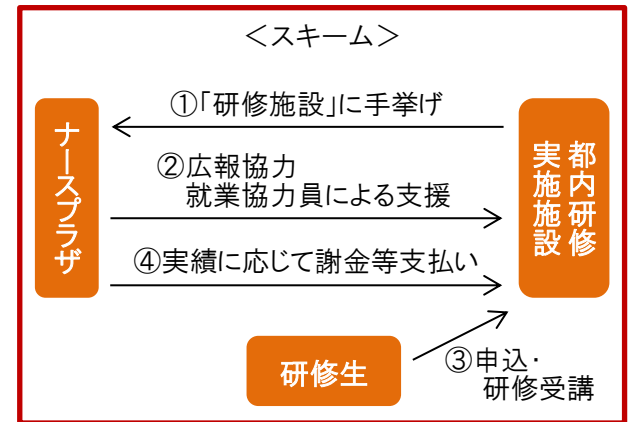 ＜スキーム＞
ナースプラザ
①「研修施設」に手挙げ
②広報協力
就業協力員による支援
④実績に応じて謝金等支払い
都内研修
実施施設
研修生
③申込・
研修受講